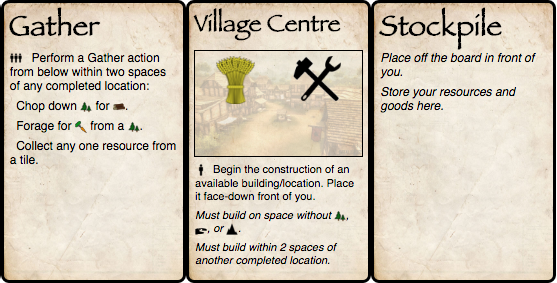 Gather
Perform a Gather action
from below within two spaces
of any completed location:
Chop down for .
Forage for from a .
Collect any one resource from
a tile.
Village Centre
Begin the construction of an
available building/location. Place
it face-down front of you.
Must build on space without ,
, or .
Must build within 2 spaces of
another completed location.
Stockpile
Place off the board in front of
you.
Store your resources and
goods here.